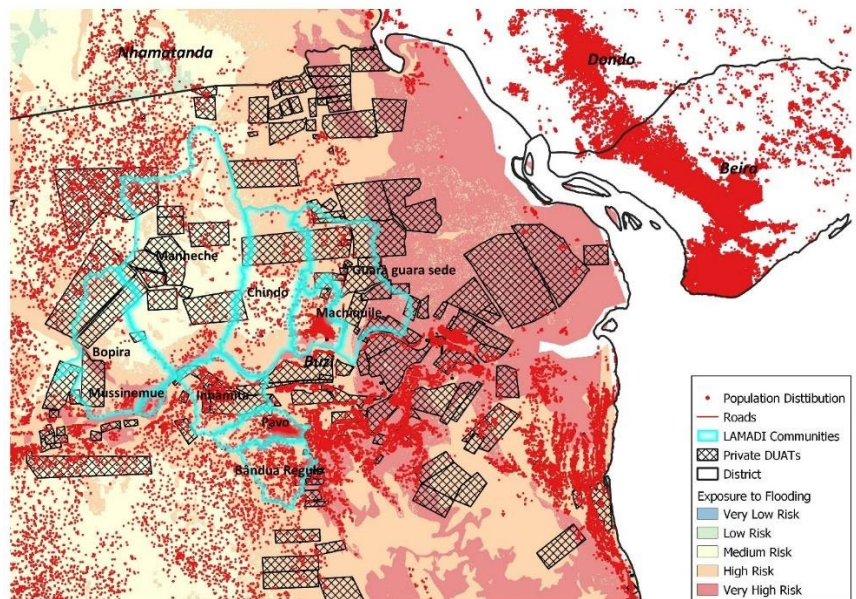 Nhamatanda
Dondo
Beira
Manheche
Guara guara sede
Chindo
Machiquile
Bopira
Buzi
Mussinemue
Inhamita
Pavo
Bândua Regulo
Population Disttibution
Roads
LAMADI Communities
Private DUATs
District
Exposure to Flooding
Very Low Risk
Low Risk
Medium Risk
High Risk
Very High Risk